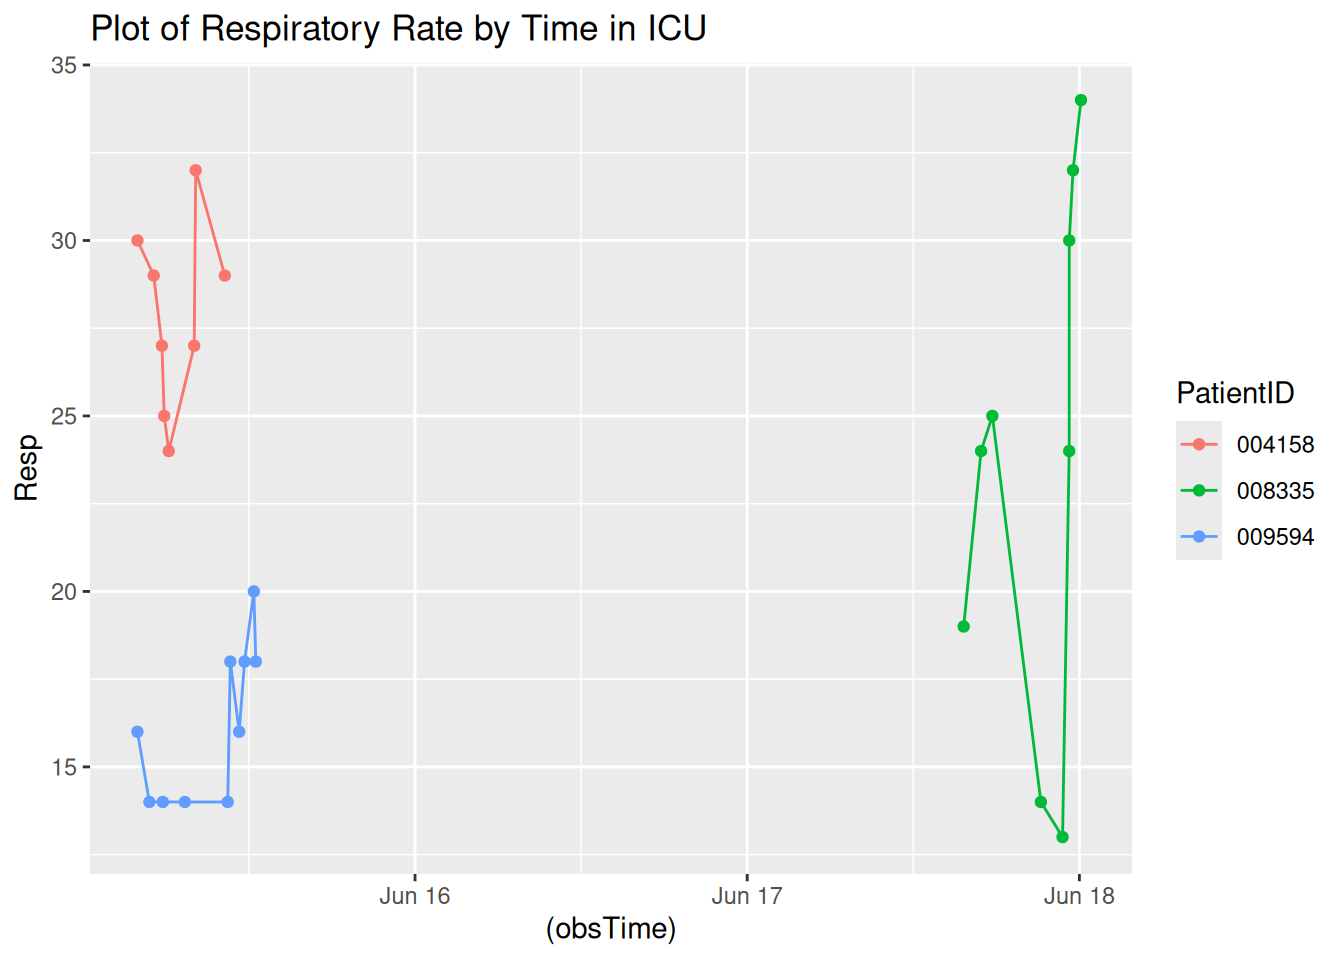 Plot of Respiratory Rate by Time in ICU
35
30
25
20
15
Resp
Jun 16
Jun 17
Jun 18
(obsTime)
PatientID
004158
008335
009594